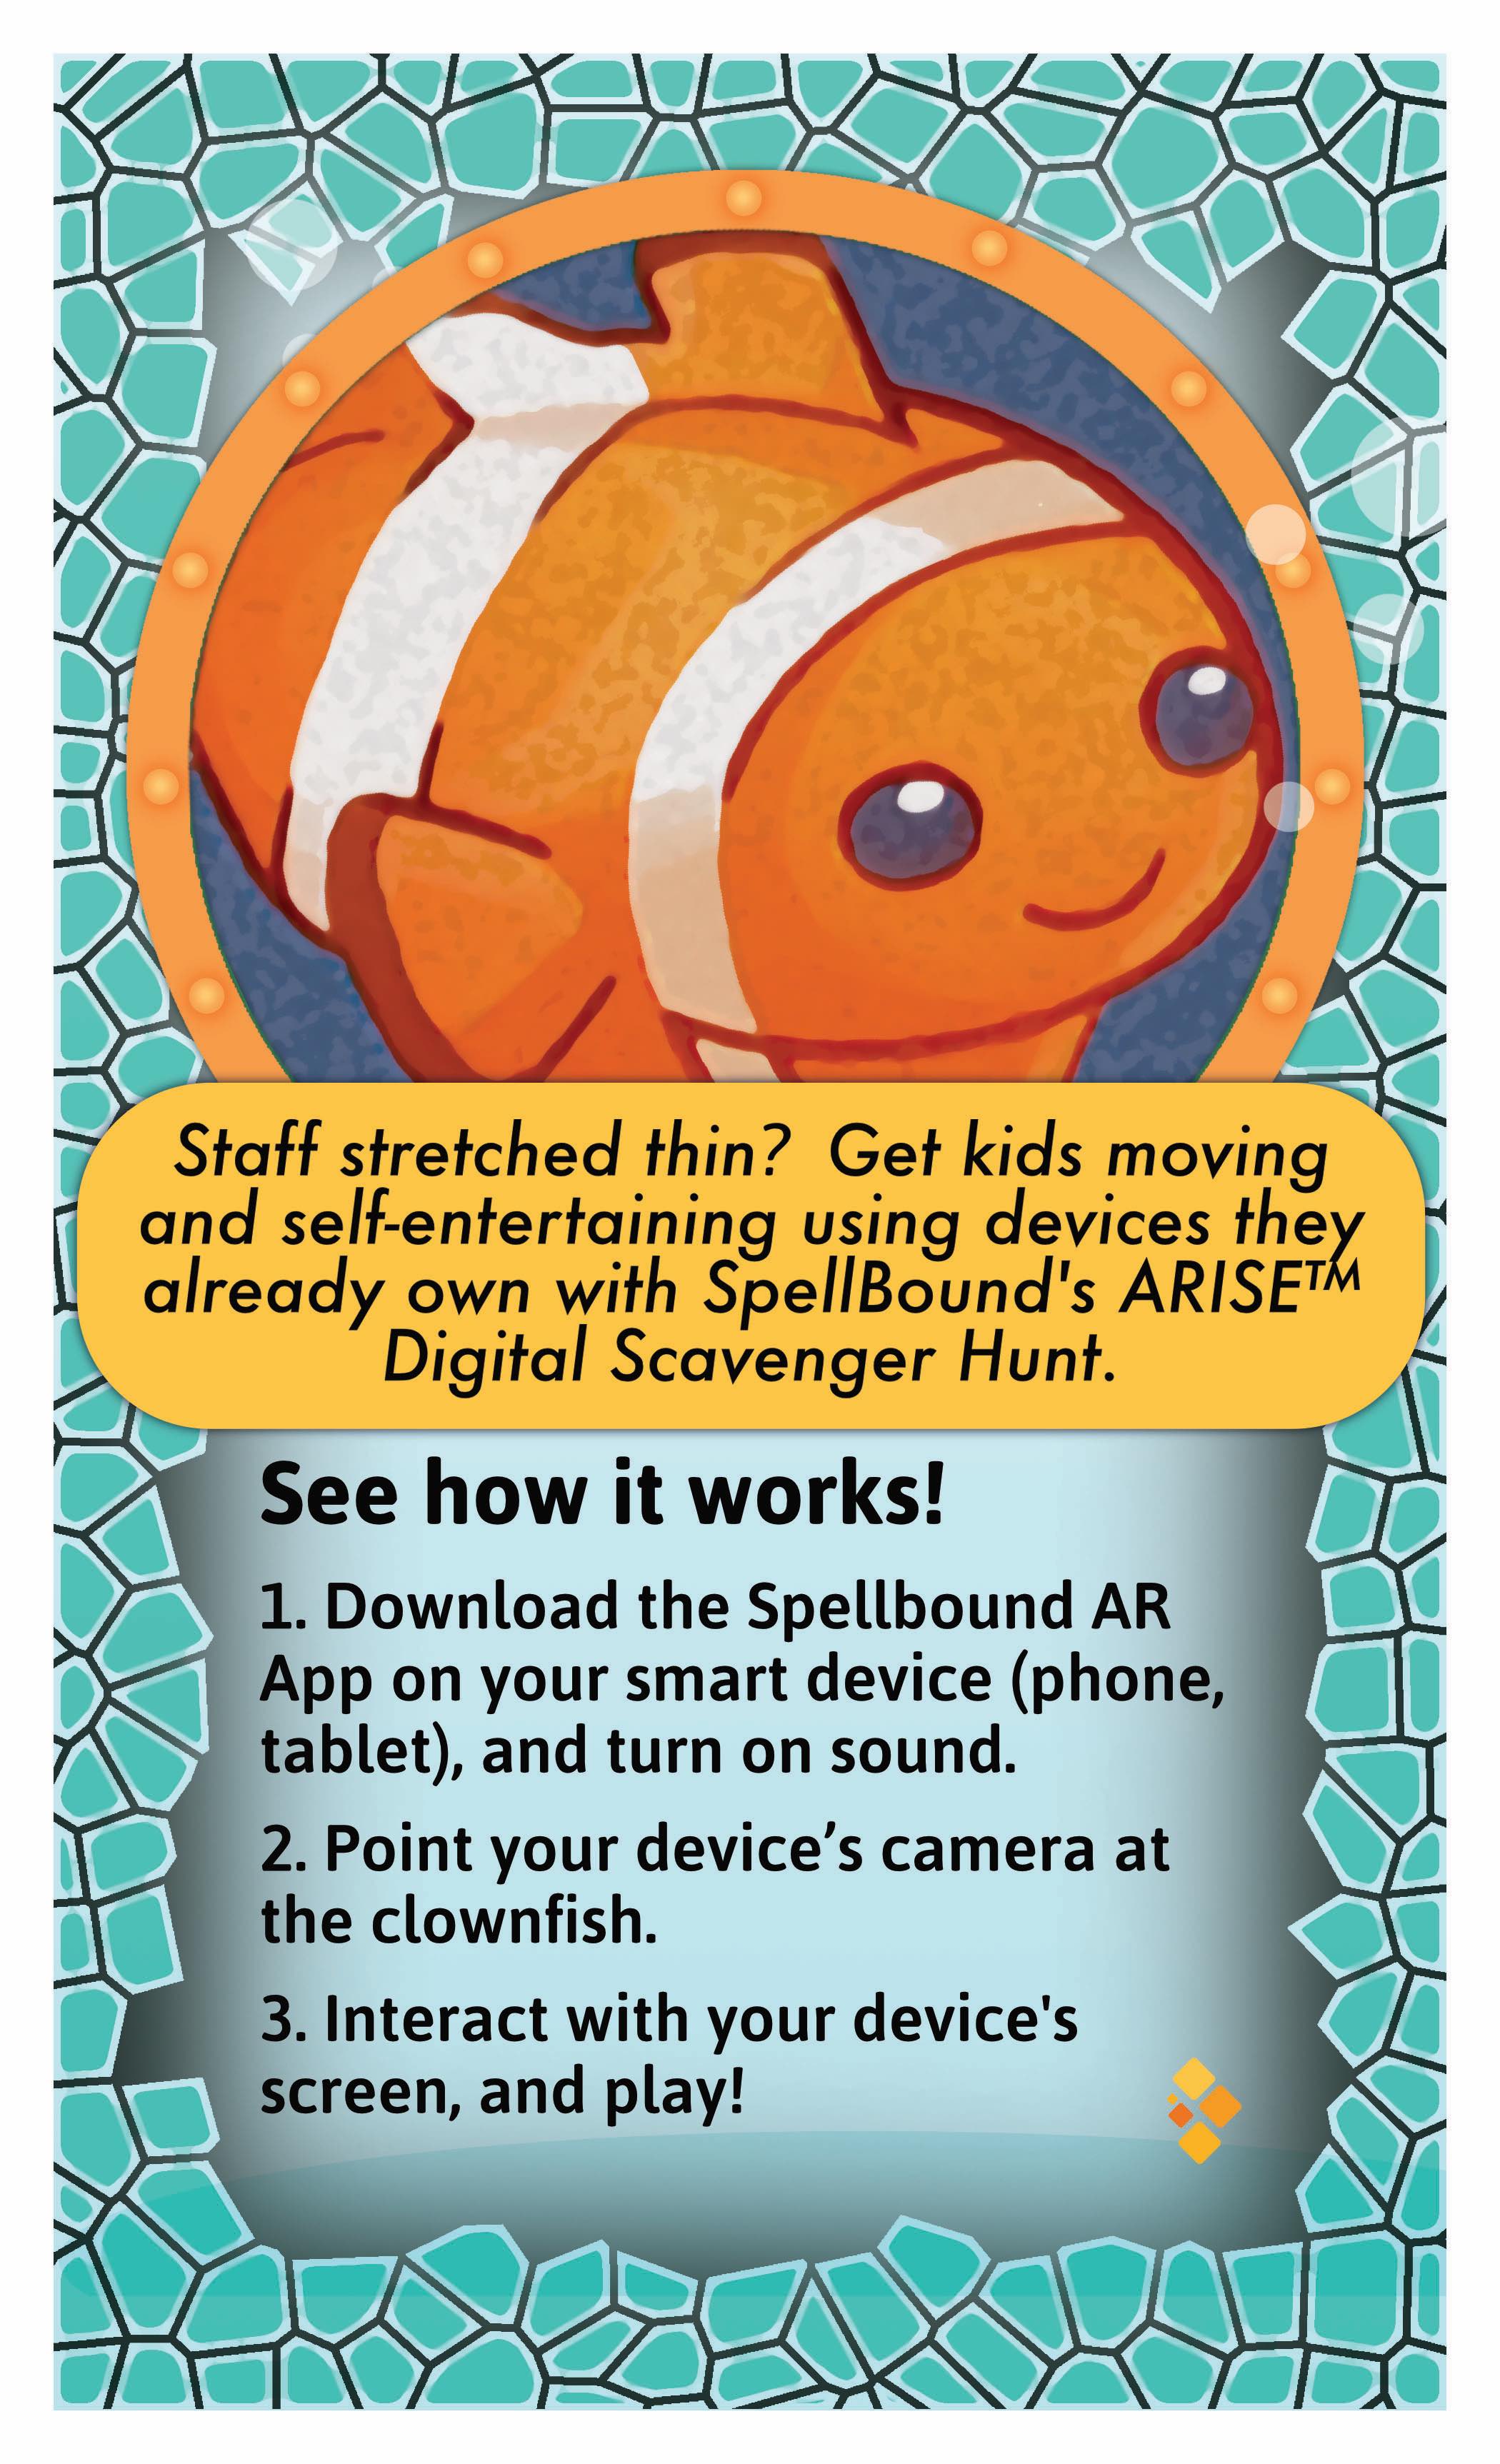 Staff stretched thin?  Get kids moving
and self-entertaining using devices they
already own with SpellBound's ARISE™
Digital Scavenger Hunt.
See how it works!
1. Download the Spellbound AR
App on your smart device (phone,
tablet), and turn on sound.
2. Point your device’s camera at
the clownfish.
3. Interact with your device's
screen, and play!